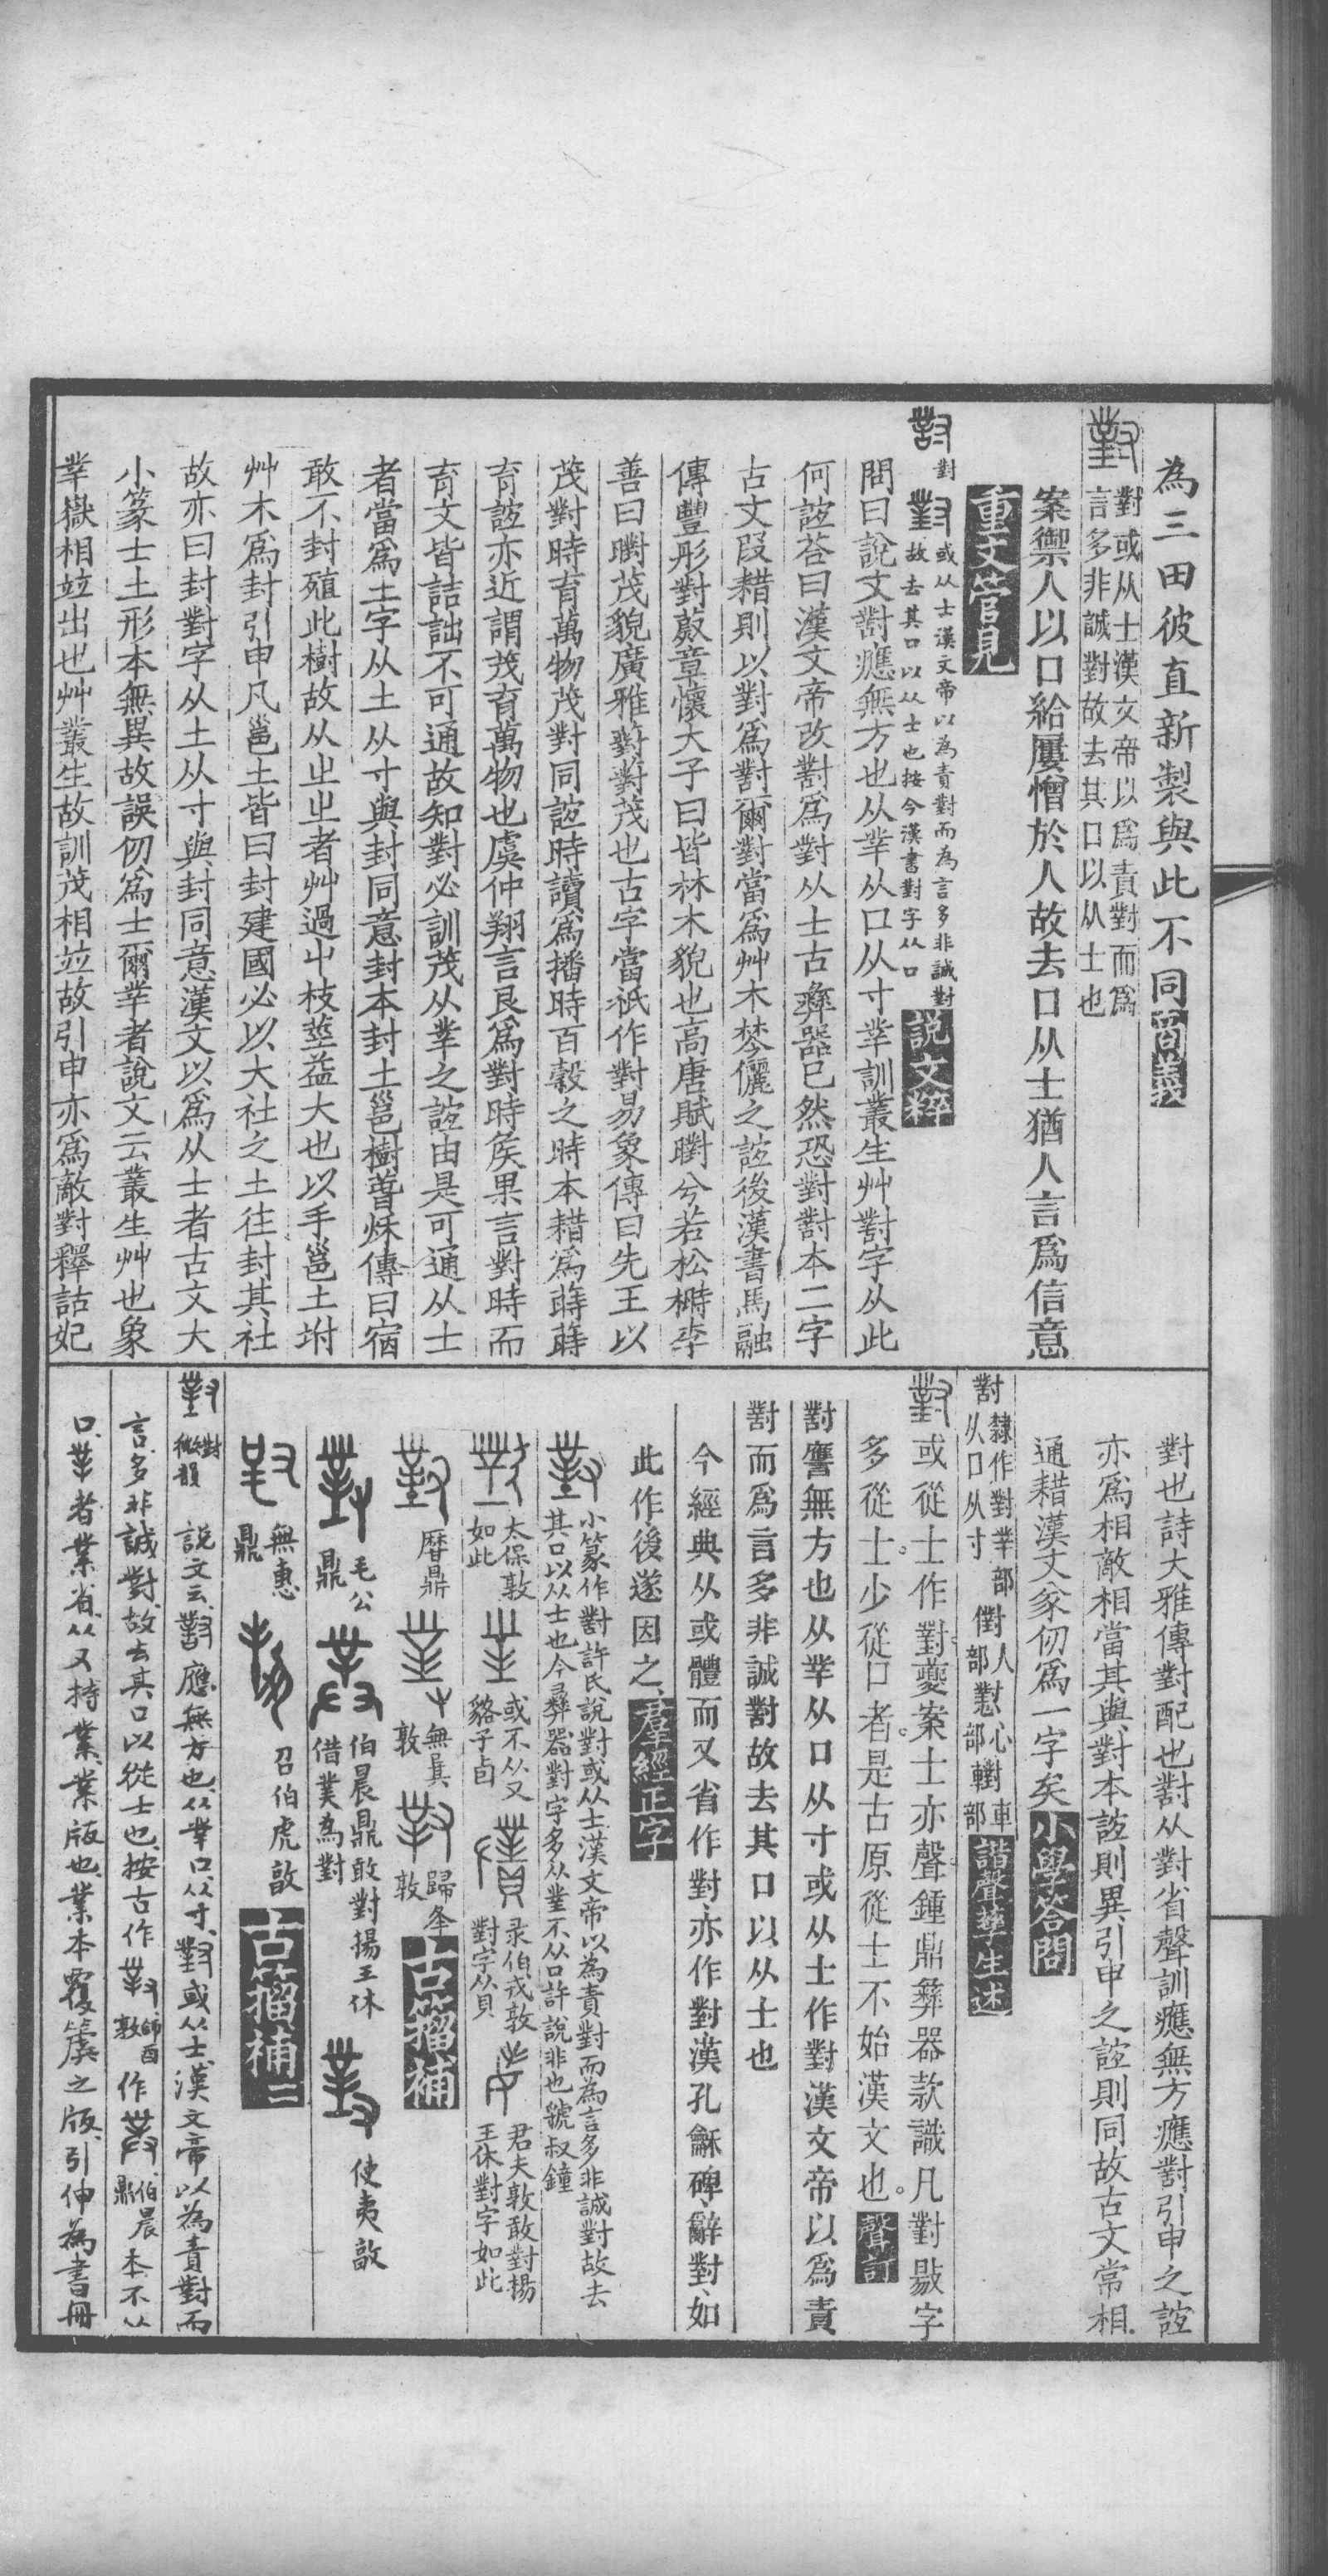 為三田彼直新製與此不同
對或从士漢文帝以爲責對而爲
言多非誠對故去其口以从士也
案禦人以口給屢憎於人故去口从士猶人言爲信意
重文管見
對
對或从士漢文帝以為責對而為言多非誠對
故去其口以从士也按今漢書對字从口
說文粹
問曰說文對應無方也从丵从口从寸丵訓叢生艸對字从此
何誼荅曰漢文帝改對爲對从士古彝器已然恐對對本二字
古文叚耤則以對爲對爾對當爲艸木棽儷之誼後漢書馬融
傳豐彤對蔚章懷大子曰皆林木貌也高唐賦㬣兮若松榯李
善曰㬣茂貌廣雅薱薱茂也古字當祇作對易象傳曰先王以
茂對時育萬物茂對同誼時讀爲播時百穀之時本耤爲蒔蒔
育誼亦近謂茂育萬物也虞仲翔言艮爲對時矦果言對時而
育文皆詰詘不可通故知對必訓茂从丵之誼由是可通从士
者當爲土字从土从寸與封同意封本封土邕樹蒈秌傳曰宿
敢不封殖此樹故从㞢㞢者艸過屮枝莖益大也以手邕土坿
艸木爲封引申凡邕土皆曰封建國必以大社之土往封其社
故亦曰封對字从土从寸與封同意漢文以爲从士者古文大
小篆士土形本無異故誤仞爲士爾丵者說文云叢生艸也象
丵嶽相竝出也艸叢生故訓茂相竝故引申亦爲敵對釋詁妃
對也詩大雅傳對配也對从對省聲訓應無方應對引申之誼
亦爲相敵相當其與對本誼則異引申之誼則同故古文常相
通耤漢文家仞爲一字矣 小學答問
對隸作對丵部
从口从寸
對人部懟心部轛車部
諧聲孳生述
對或從士作對夔案士亦聲鍾鼎彝器款識凡對敭字
多從士少從口者是古原從士不始漢文也 聲訂
對譍無方也从丵从口从寸或从士作對漢文帝以爲責
對而爲言多非誠對故去其口以从士也
今經典从或體而又省作對亦作對漢孔龢碑辭對如
此作後遂因之 羣經正字
小篆作對許氏說對或从士漢文帝以為責對而為言多非誠對故去
其口以从士也今彝器對字多从丵不从口許說非也虢叔鐘
太保敦
如此
或不从又
貉子卣
彔伯戎敦
對字从貝
君夫敦敢對揚
王休對字如此
𣆀鼎
無㠱敦
歸夆敦
古籀補
毛公鼎
伯晨鼎敢對揚王休
借業為對
使夷敃
無惠鼎
召伯虎敃
古籀補二
對
對微韻
說文云對應無方也从丵口从寸對或从士漢文帝以為責對而
言多非誠對故去其口以從士也按古作
師酉敦
作
伯晨鼎
本不从
口丵者業省从又持業業版也業本覆簴之版引伸為書冊